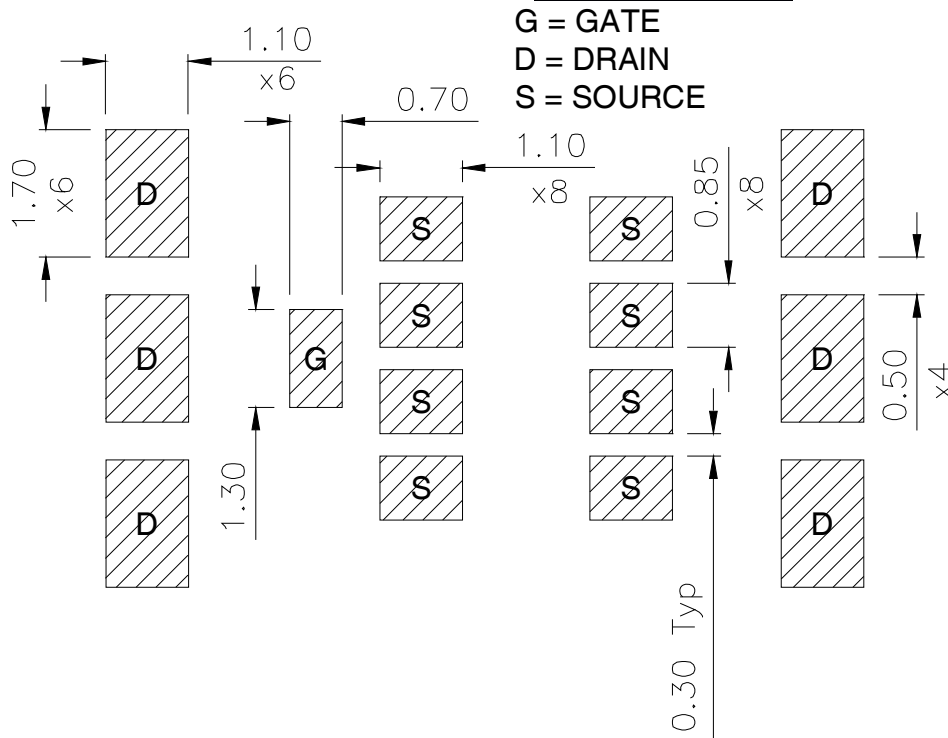 G = GATE
D = DRAIN
S = SOURCE
1.10
x6
0.70
1.10
x8
0.85
x8
1.70
x6
D
D
S
S
S
S
D
G
D
0.50
x4
S
S
1.30
S
S
D
D
0.30 Typ